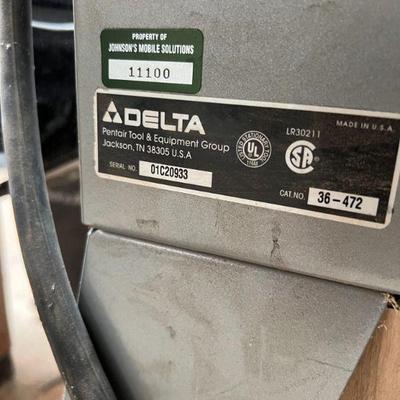 PROPERTY OF
JOHNSON'S MOBILE SOLUTIONS
11100
DELTA
Pentair Tool & Equipment Group
Jackson, TN 38305 U.S.A
SERIAL NO. 01C20933
UL
LR30211
SA
MADE IN U.S.A.
CAT.NO. 36-472